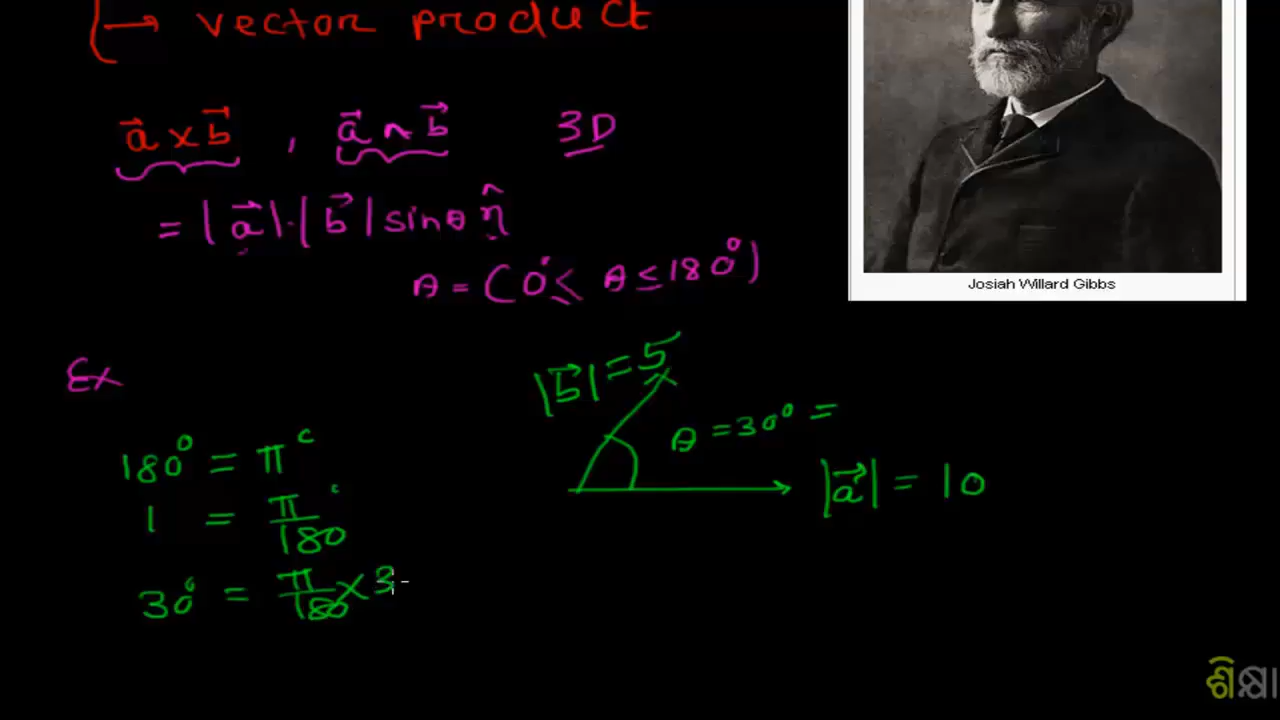 → vector product
a⃗ × b⃗ , a⃗ ∧ b⃗ 3D
= |a⃗|·|b⃗| sinθ n̂
θ = (0° ≤ θ ≤ 180°)
Josiah Willard Gibbs
Ex
|b⃗| = 5
θ = 30° =
|a⃗| = 10
180° = π^c
1 = π/180 ^c
30° = π/180 × 3
ଶିକ୍ଷା